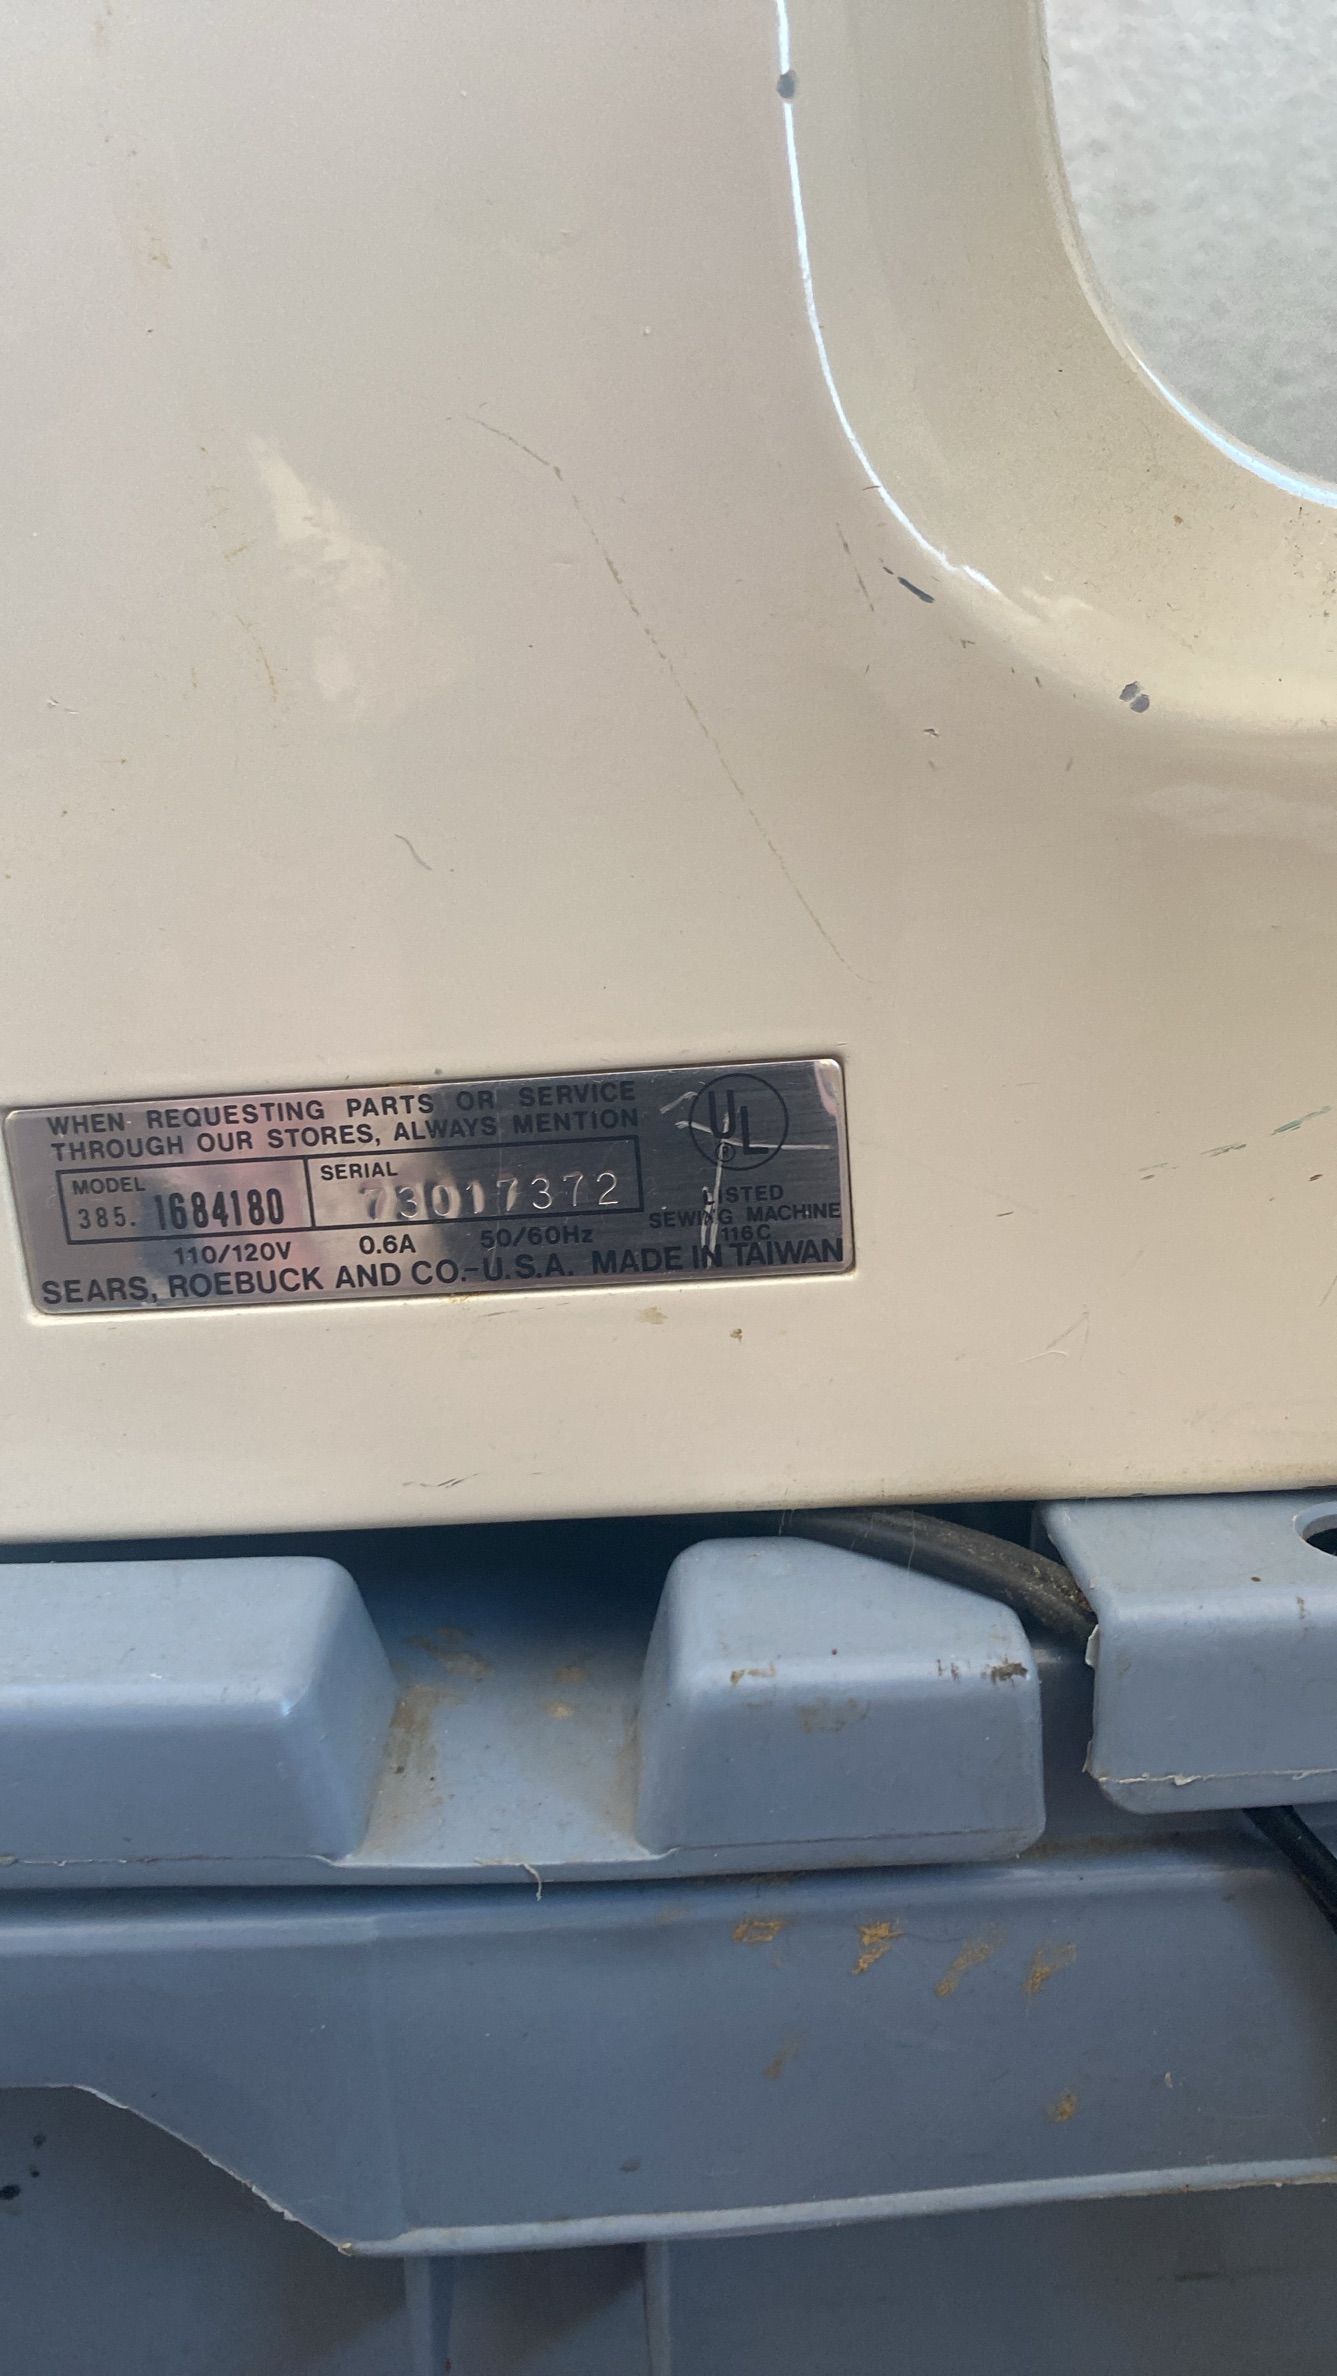 WHEN REQUESTING PARTS OR SERVICE
THROUGH OUR STORES, ALWAYS MENTION
MODEL
385. 1684180
SERIAL
73017372
110/120V 0.6A 50/60Hz
UL
®
LISTED
SEWING MACHINE
116C
SEARS, ROEBUCK AND CO.-U.S.A. MADE IN TAIWAN